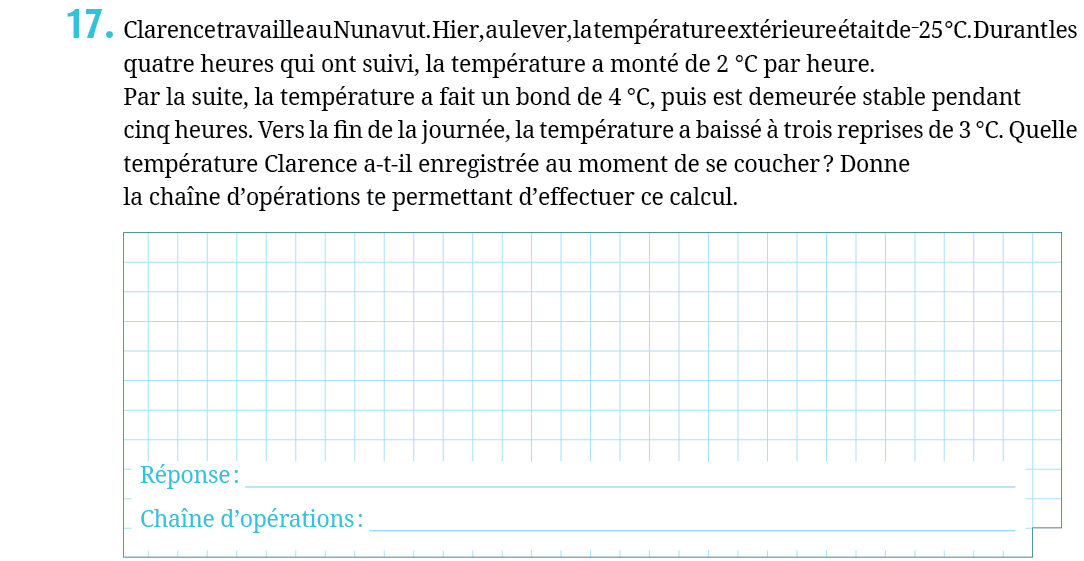 17. Clarence travaille au Nunavut. Hier, au lever, la température extérieure était de –25 °C. Durant les
quatre heures qui ont suivi, la température a monté de 2 °C par heure.
Par la suite, la température a fait un bond de 4 °C, puis est demeurée stable pendant
cinq heures. Vers la fin de la journée, la température a baissé à trois reprises de 3 °C. Quelle
température Clarence a-t-il enregistrée au moment de se coucher ? Donne
la chaîne d’opérations te permettant d’effectuer ce calcul.
Réponse :
Chaîne d’opérations :